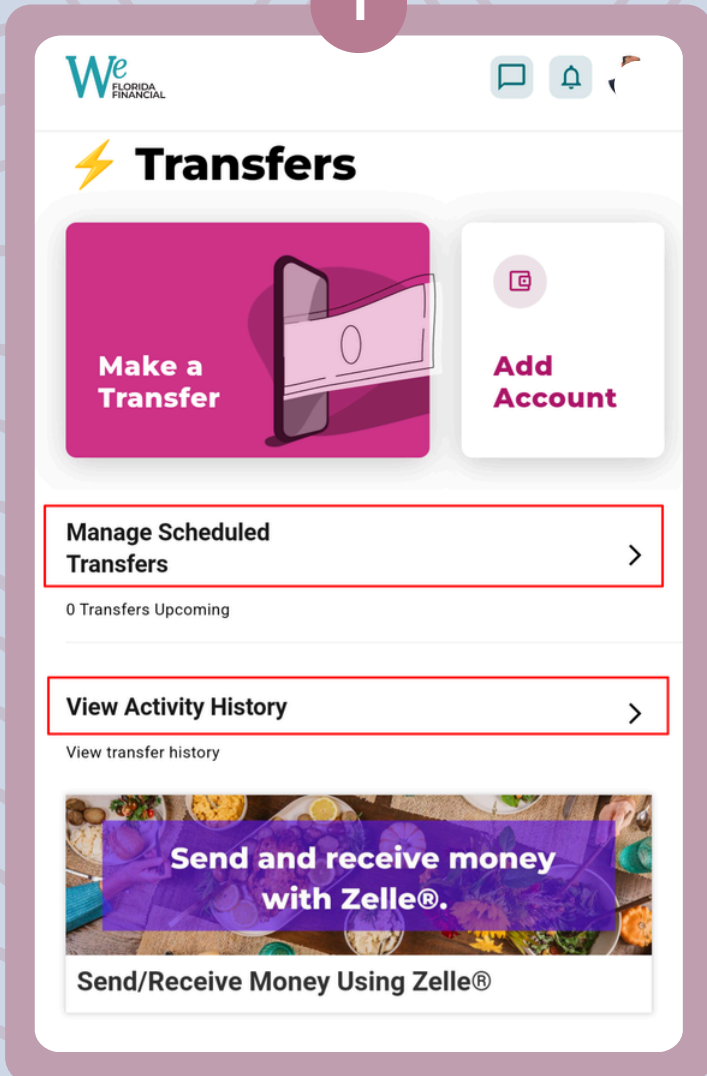 1
We
FLORIDA
FINANCIAL
⚡ Transfers
Make a
Transfer
Add
Account
Manage Scheduled
Transfers
0 Transfers Upcoming
View Activity History
View transfer history
Send and receive money
with Zelle®.
Send/Receive Money Using Zelle®